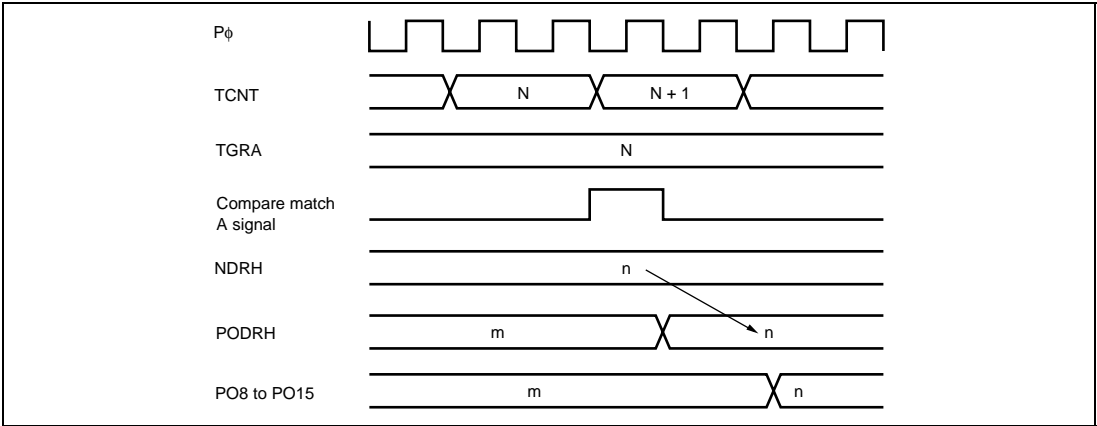 Pϕ
TCNT
N
N + 1
TGRA
N
Compare match
A signal
NDRH
n
PODRH
m
n
PO8 to PO15
m
n